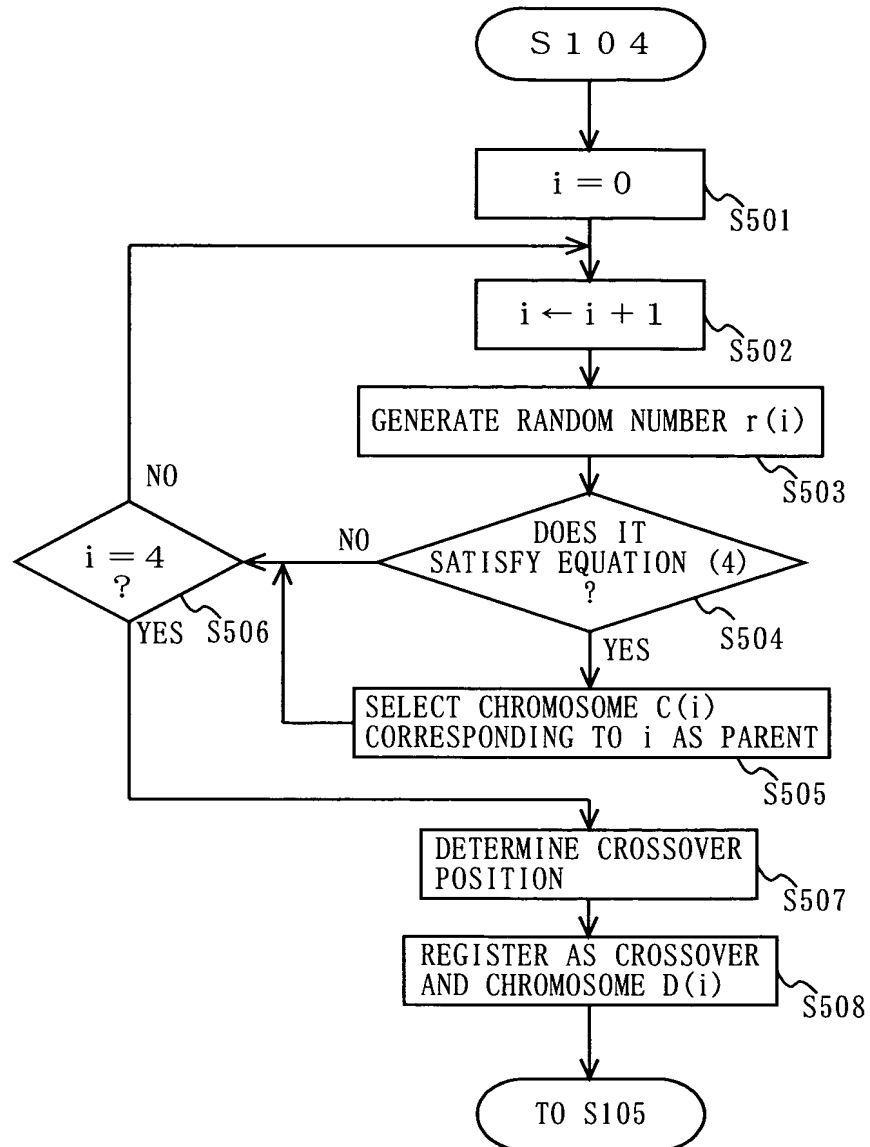 S104
i = 0
S501
i ← i + 1
S502
GENERATE RANDOM NUMBER r(i)
S503
NO
DOES IT
SATISFY EQUATION (4)
?
NO
S504
i = 4
?
YES
S506
YES
SELECT CHROMOSOME C(i)
CORRESPONDING TO i AS PARENT
S505
DETERMINE CROSSOVER
POSITION
S507
REGISTER AS CROSSOVER
AND CHROMOSOME D(i)
S508
TO S105